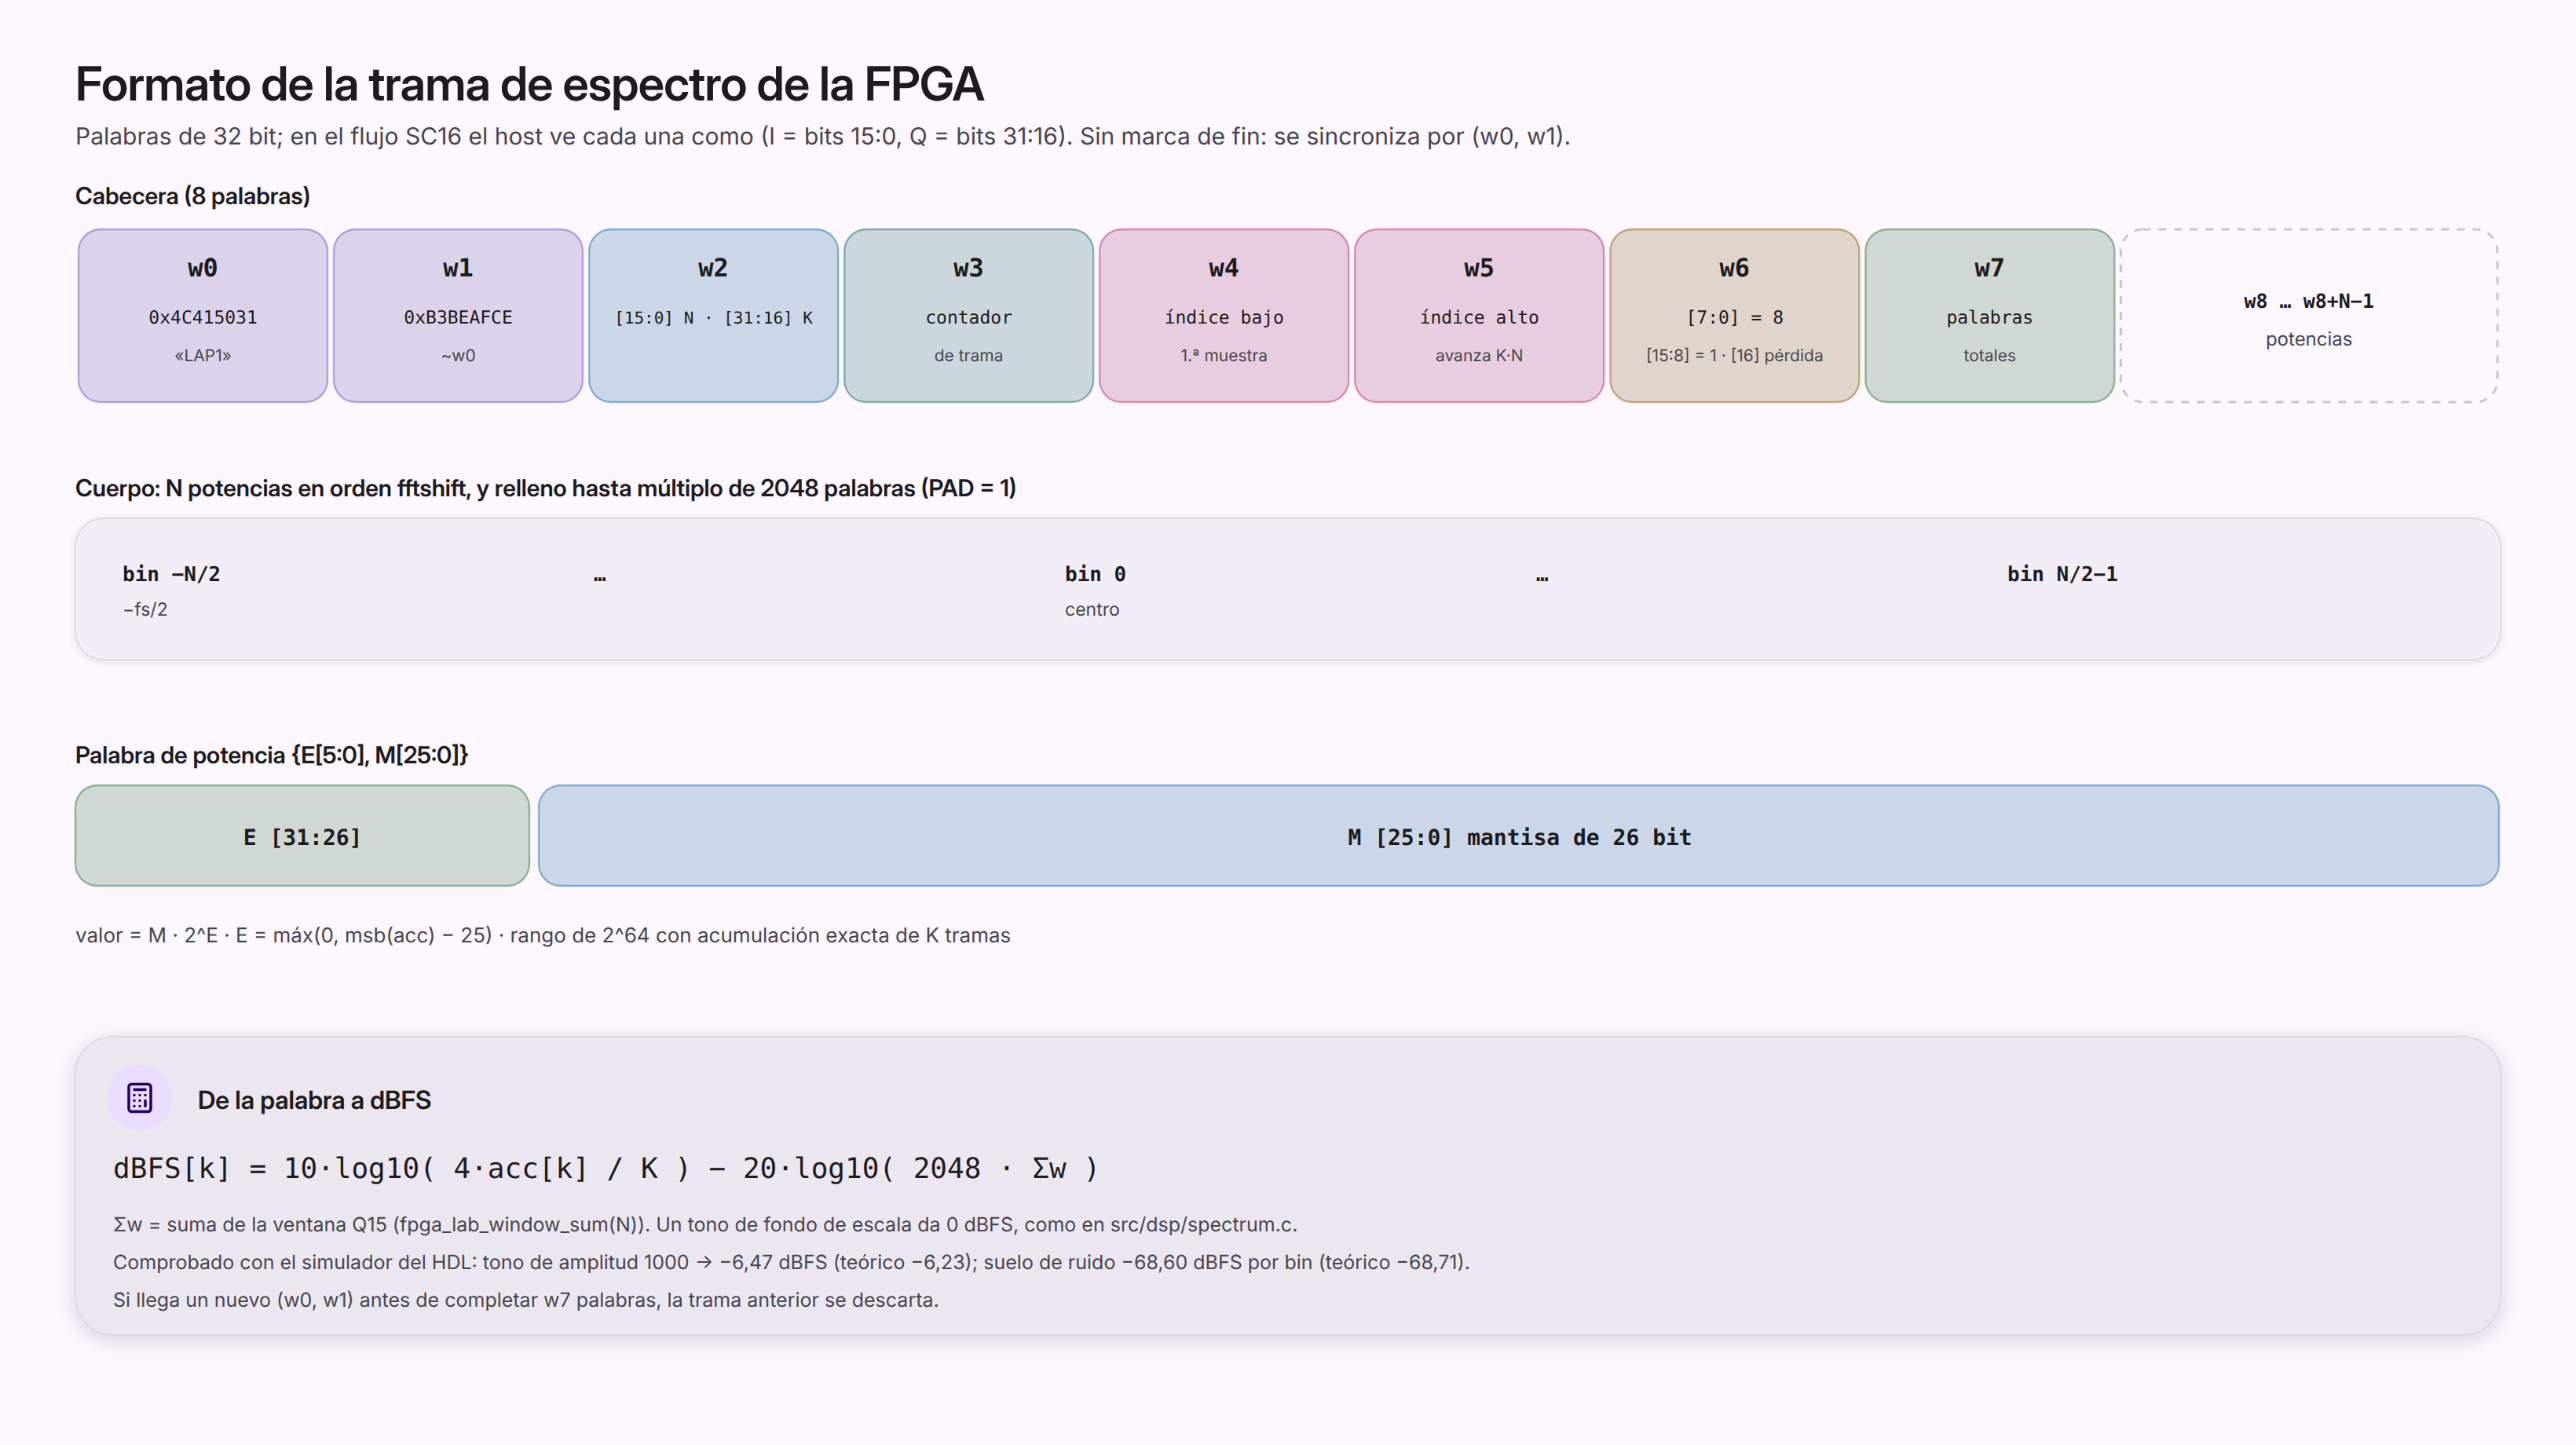 Formato de la trama de espectro de la FPGA
Palabras de 32 bit; en el flujo SC16 el host ve cada una como (I = bits 15:0, Q = bits 31:16). Sin marca de fin: se sincroniza por (w0, w1).
Cabecera (8 palabras)
w0
0x4C415031
«LAP1»
w1
0xB3BEAFCE
~w0
w2
[15:0] N · [31:16] K
w3
contador
de trama
w4
índice bajo
1.ª muestra
w5
índice alto
avanza K·N
w6
[7:0] = 8
[15:8] = 1 · [16] pérdida
w7
palabras
totales
w8 … w8+N−1
potencias
Cuerpo: N potencias en orden fftshift, y relleno hasta múltiplo de 2048 palabras (PAD = 1)
bin −N/2
−fs/2
…
bin 0
centro
…
bin N/2−1
Palabra de potencia {E[5:0], M[25:0]}
E [31:26]
M [25:0] mantisa de 26 bit
valor = M · 2^E · E = máx(0, msb(acc) − 25) · rango de 2^64 con acumulación exacta de K tramas
De la palabra a dBFS
dBFS[k] = 10·log10( 4·acc[k] / K ) − 20·log10( 2048 · Σw )
Σw = suma de la ventana Q15 (fpga_lab_window_sum(N)). Un tono de fondo de escala da 0 dBFS, como en src/dsp/spectrum.c.
Comprobado con el simulador del HDL: tono de amplitud 1000 → −6,47 dBFS (teórico −6,23); suelo de ruido −68,60 dBFS por bin (teórico −68,71).
Si llega un nuevo (w0, w1) antes de completar w7 palabras, la trama anterior se descarta.